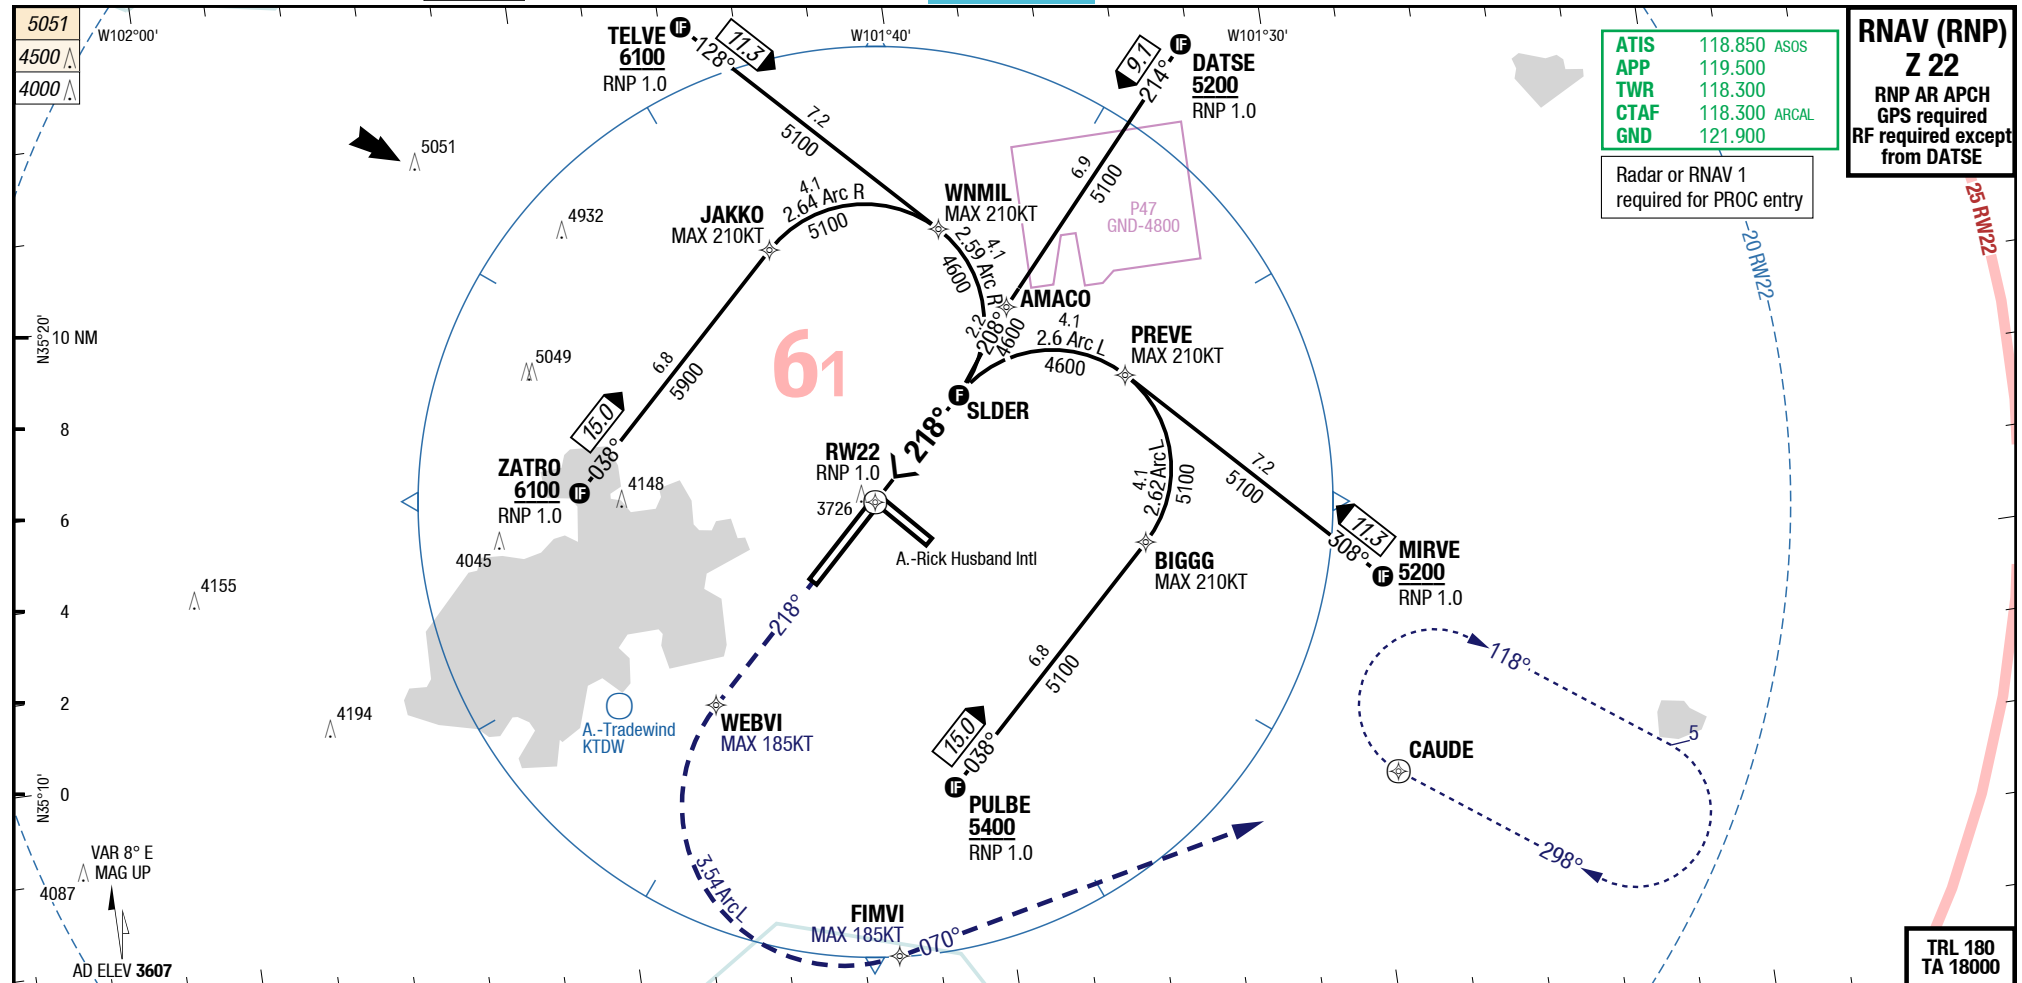 5051
4500
4000
W102°00'
W101°40'
W101°30'
TELVE
6100
RNP 1.0
128°
11.3
7.2
5100
9.1
214°
DATSE
5200
RNP 1.0
6.9
5100
P47
GND-4800
ATIS 118.850 ASOS
APP 119.500
TWR 118.300
CTAF 118.300 ARCAL
GND 121.900
Radar or RNAV 1
required for PROC entry
RNAV (RNP)
Z 22
RNP AR APCH
GPS required
RF required except
from DATSE
25 RW22
20 RW22
5051
4932
5049
JAKKO
MAX 210KT
4.1
2.64 Arc R
5100
WNMIL
MAX 210KT
4.1
2.59 Arc R
4600
AMACO
2.2
208°
4600
4.1
2.6 Arc L
4600
PREVE
MAX 210KT
N35°20'
10 NM
8
6
4
2
0
N35°10'
6.8
5900
15.0
038°
ZATRO
6100
RNP 1.0
61
SLDER
218°
RW22
RNP 1.0
3726
A.-Rick Husband Intl
4148
4045
4155
4194
4087
4.1
2.62 Arc L
5100
7.2
5100
11.3
308°
MIRVE
5200
RNP 1.0
BIGGG
MAX 210KT
6.8
5100
15.0
038°
PULBE
5400
RNP 1.0
218°
WEBVI
MAX 185KT
A.-Tradewind
KTDW
3.54 Arc L
FIMVI
MAX 185KT
070°
118°
5
CAUDE
298°
VAR 8° E
MAG UP
AD ELEV 3607
TRL 180
TA 18000
IF
IF
IF
IF
IF
F